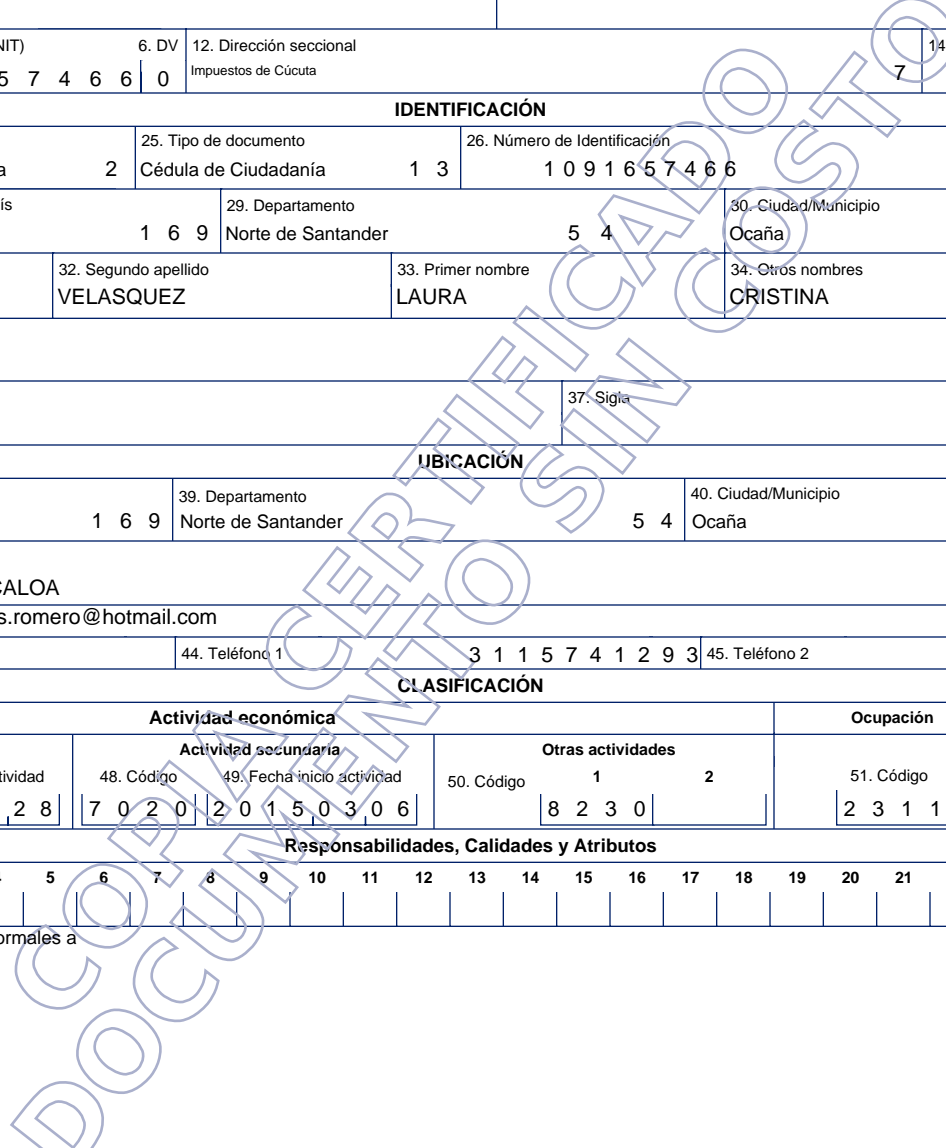 NIT) 6. DV 12. Dirección seccional 14
5 7 4 6 6 0 Impuestos de Cúcuta 7
IDENTIFICACIÓN
25. Tipo de documento 26. Número de Identificación
a 2 Cédula de Ciudadanía 1 3 1 0 9 1 6 5 7 4 6 6
ís 29. Departamento 30. Ciudad/Municipio
1 6 9 Norte de Santander 5 4 Ocaña
32. Segundo apellido 33. Primer nombre 34. Otros nombres
VELASQUEZ LAURA CRISTINA
37. Sigla
UBICACIÓN
39. Departamento 40. Ciudad/Municipio
1 6 9 Norte de Santander 5 4 Ocaña
CALOA
s.romero@hotmail.com
44. Teléfono 1 3 1 1 5 7 4 1 2 9 3 45. Teléfono 2
CLASIFICACIÓN
Actividad económica Ocupación
Actividad secundaria Otras actividades
tividad 48. Código 49. Fecha inicio actividad 50. Código 1 2 51. Código
2 8 7 0 2 0 2 0 1 5 0 3 0 6 8 2 3 0 2 3 1 1
Responsabilidades, Calidades y Atributos
5 6 7 8 9 10 11 12 13 14 15 16 17 18 19 20 21
ormales a
COPIA CERTIFICADO
DOCUMENTO SIN COSTO